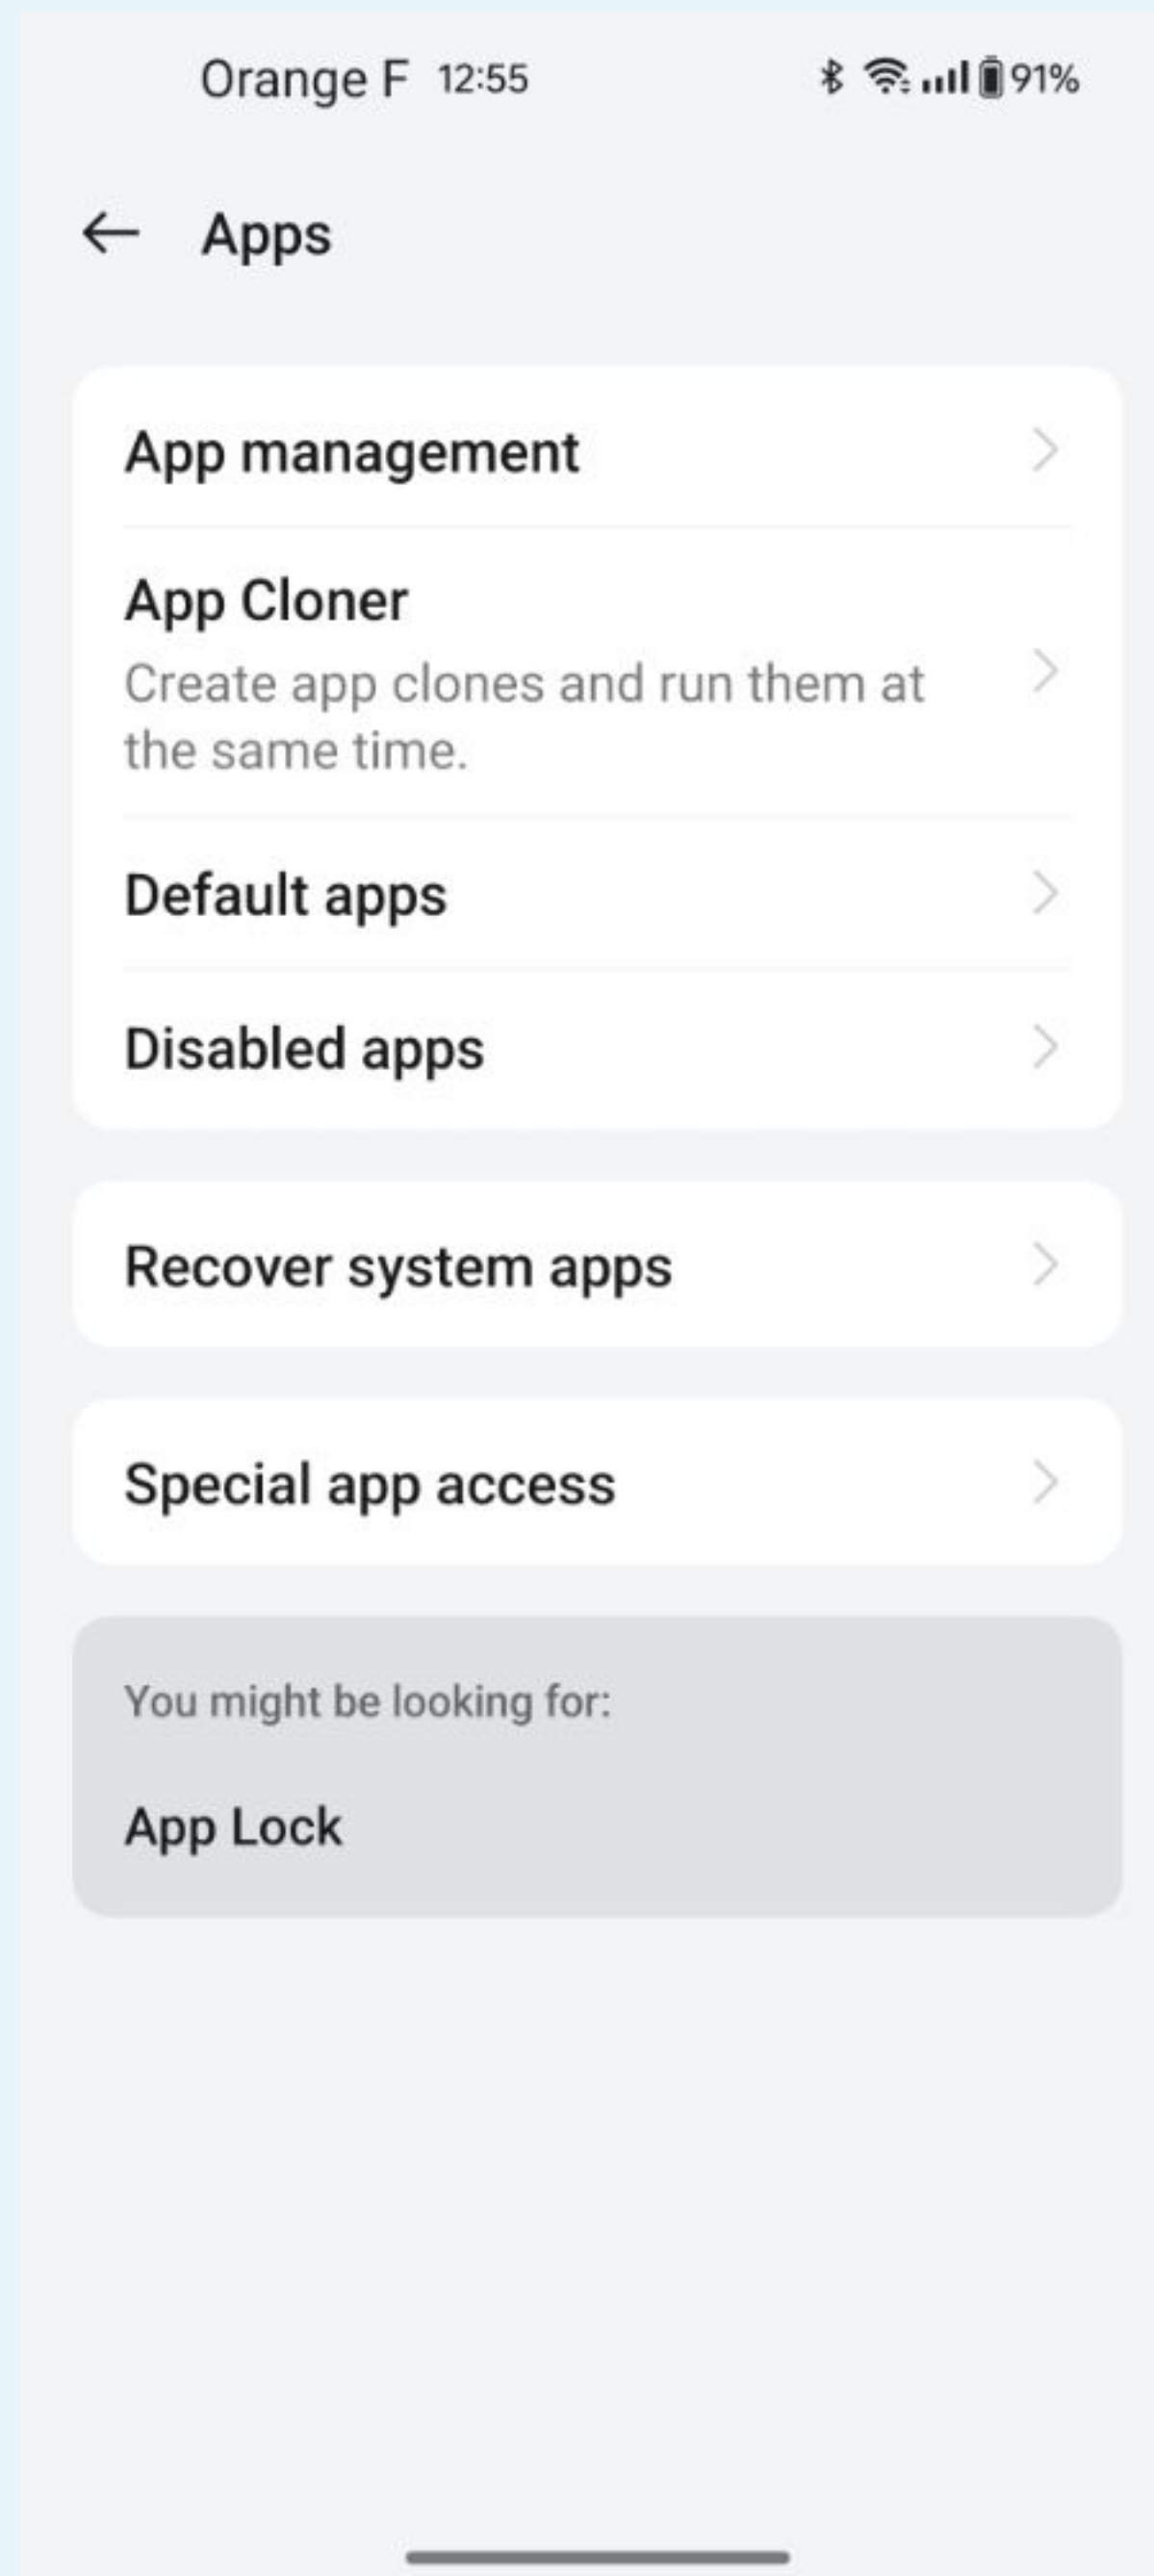 Orange F 12:55 91%
Apps
App management
App Cloner
Create app clones and run them at
the same time.
Default apps
Disabled apps
Recover system apps
Special app access
You might be looking for:
App Lock